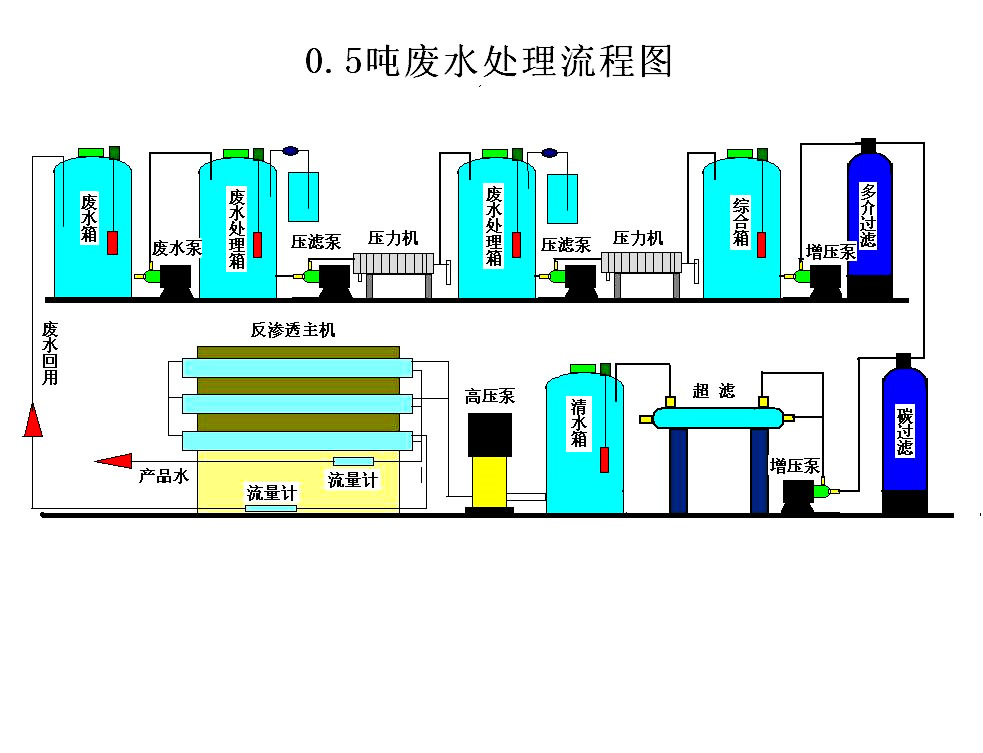 0.5吨废水处理流程图
废水箱
废水泵
废水处理箱
压滤泵
压力机
废水处理箱
压滤泵
压力机
综合箱
增压泵
多介过滤
废水回用
反渗透主机
产品水
流量计
流量计
高压泵
清水箱
超 滤
增压泵
碳过滤